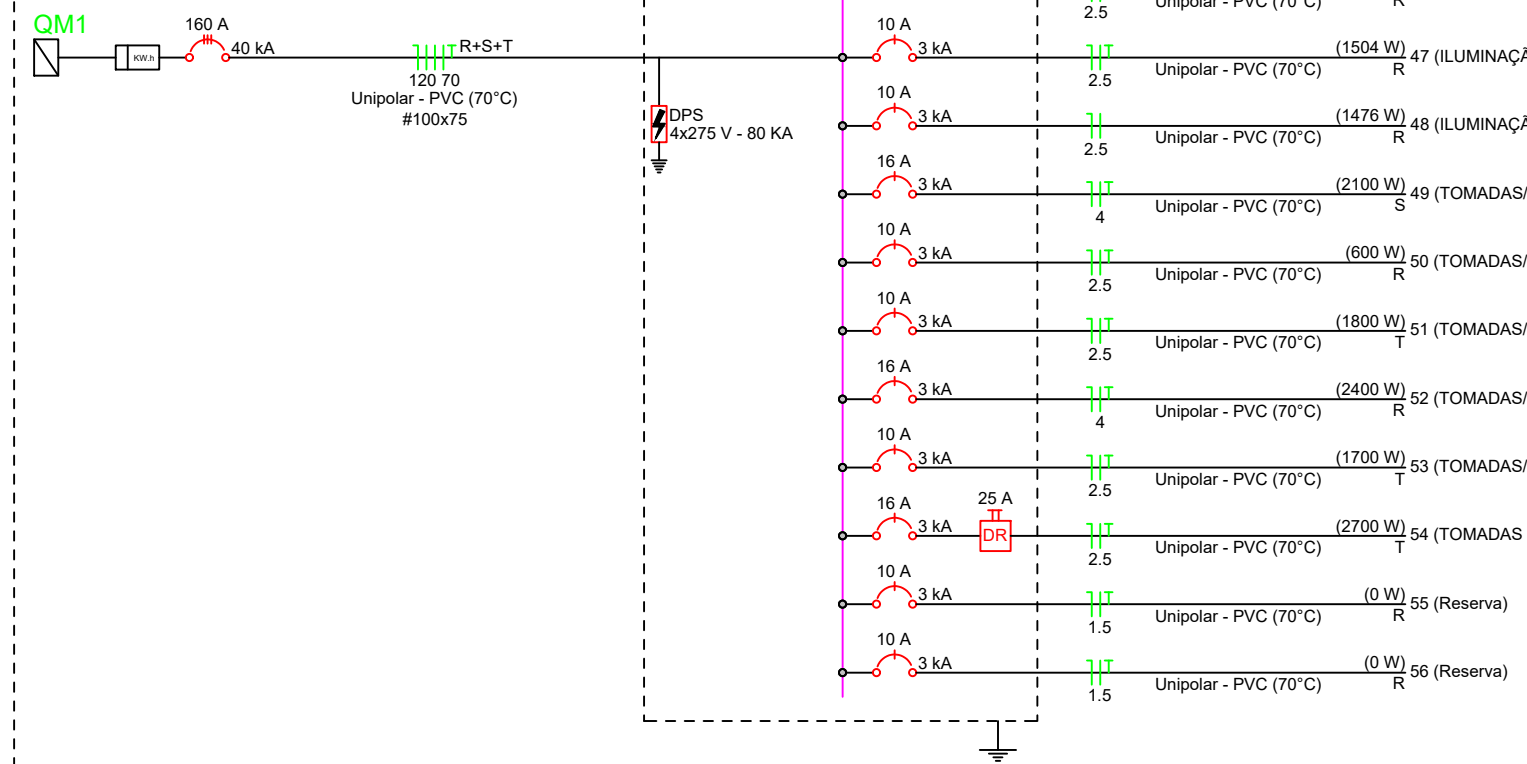 2.5
Unipolar - PVC (70°C)
R
QM1
160 A
KW.h
40 kA
R+S+T
120 70
Unipolar - PVC (70°C)
#100x75
DPS
4x275 V - 80 KA
10 A
3 kA
2.5
Unipolar - PVC (70°C)
(1504 W)
R
47 (ILUMINAÇÃ
10 A
3 kA
2.5
Unipolar - PVC (70°C)
(1476 W)
R
48 (ILUMINAÇÃ
16 A
3 kA
4
Unipolar - PVC (70°C)
(2100 W)
S
49 (TOMADAS/
10 A
3 kA
2.5
Unipolar - PVC (70°C)
(600 W)
R
50 (TOMADAS/
10 A
3 kA
2.5
Unipolar - PVC (70°C)
(1800 W)
T
51 (TOMADAS/
16 A
3 kA
4
Unipolar - PVC (70°C)
(2400 W)
R
52 (TOMADAS/
10 A
3 kA
2.5
Unipolar - PVC (70°C)
(1700 W)
T
53 (TOMADAS/
16 A
3 kA
25 A
DR
2.5
Unipolar - PVC (70°C)
(2700 W)
T
54 (TOMADAS
10 A
3 kA
1.5
Unipolar - PVC (70°C)
(0 W)
R
55 (Reserva)
10 A
3 kA
1.5
Unipolar - PVC (70°C)
(0 W)
R
56 (Reserva)